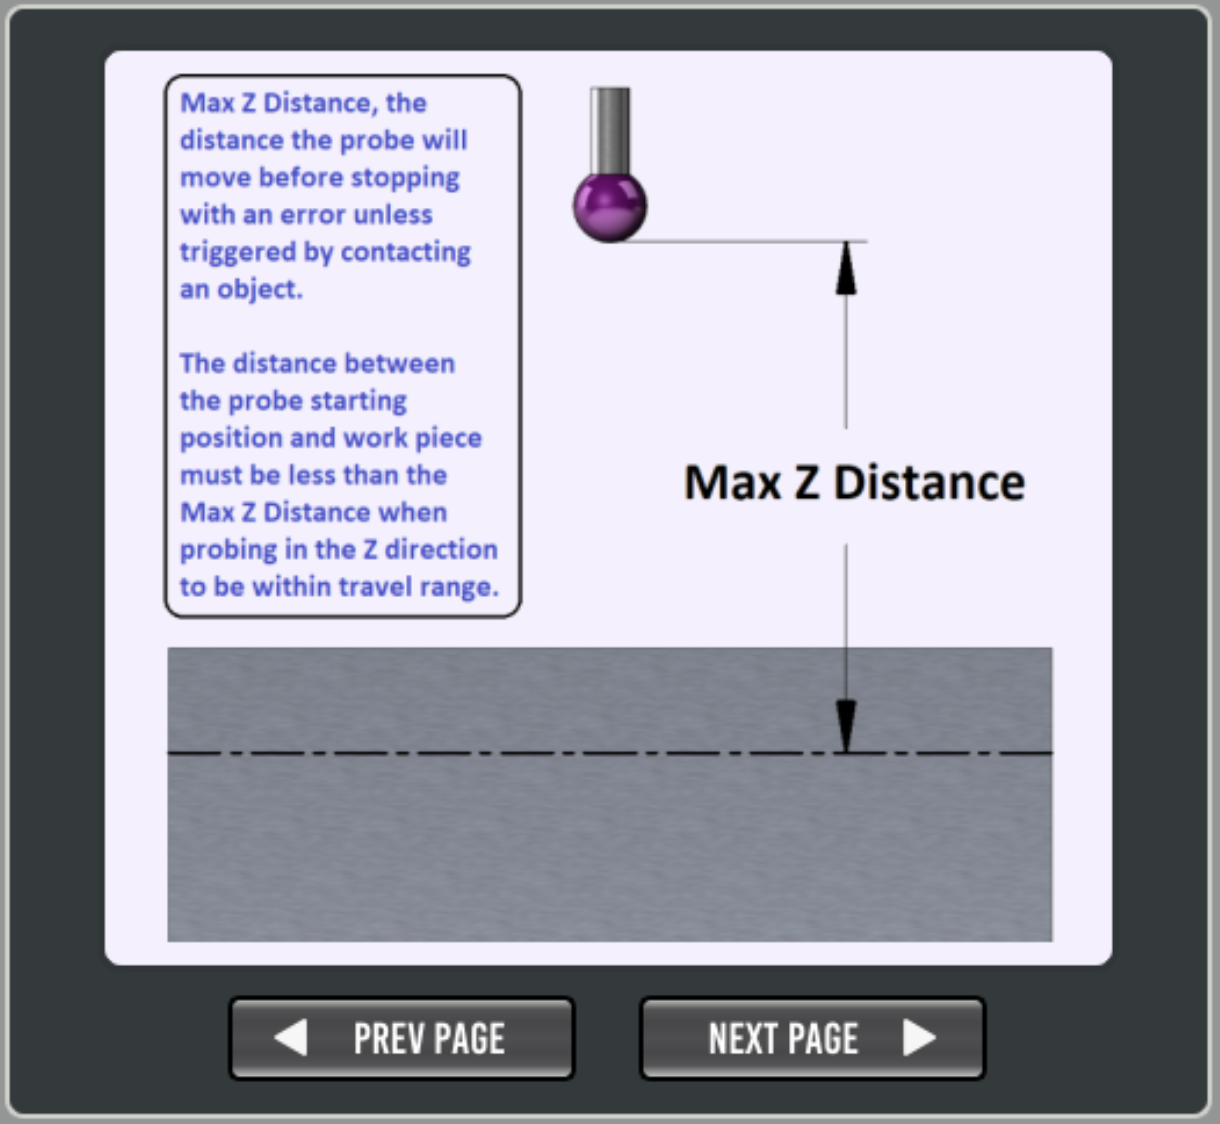 Max Z Distance, the
distance the probe will
move before stopping
with an error unless
triggered by contacting
an object.
The distance between
the probe starting
position and work piece
must be less than the
Max Z Distance when
probing in the Z direction
to be within travel range.
Max Z Distance
PREV PAGE
NEXT PAGE